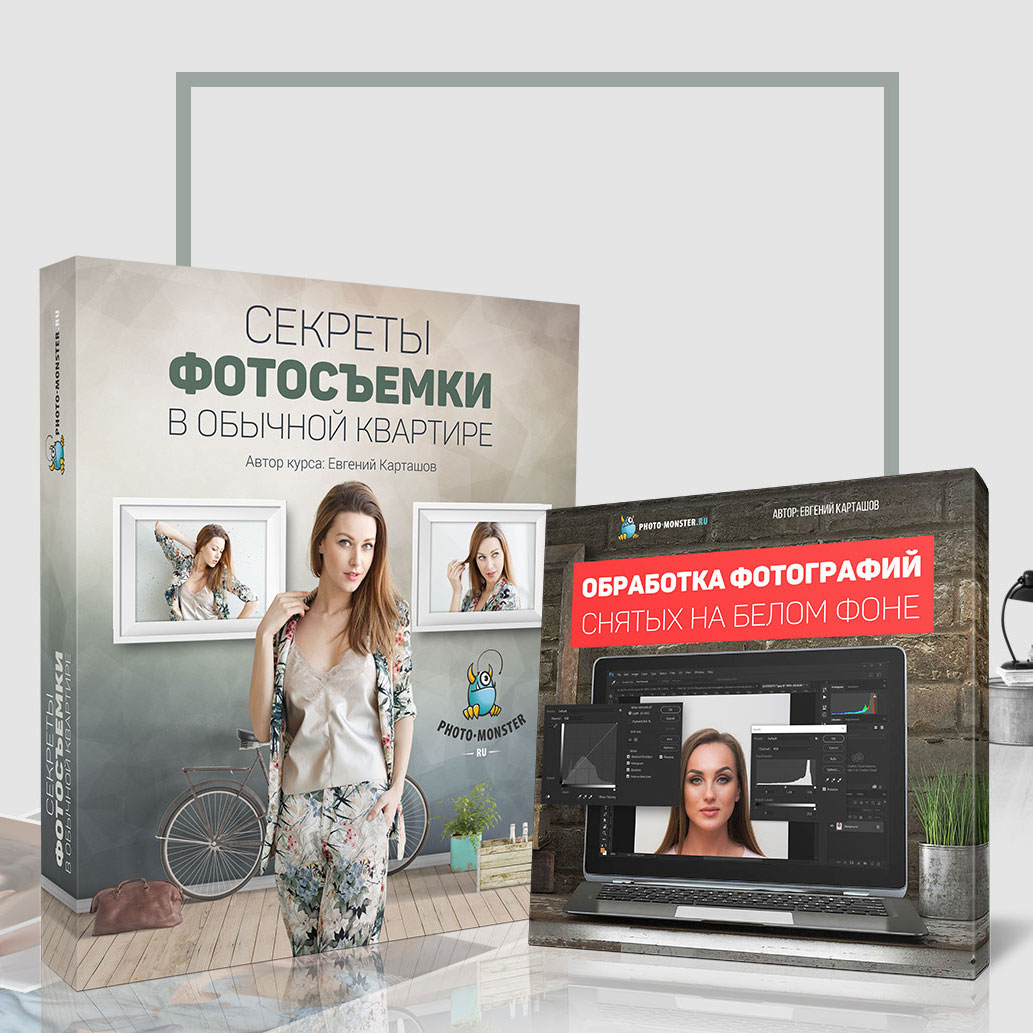 СЕКРЕТЫ
ФОТОСЪЕМКИ
В ОБЫЧНОЙ КВАРТИРЕ
Автор курса: Евгений Карташов
PHOTO-MONSTER
RU
PHOTO-MONSTER.RU
СЕКРЕТЫ
ФОТОСЪЕМКИ
В ОБЫЧНОЙ КВАРТИРЕ
PHOTO-MONSTER.RU
АВТОР: ЕВГЕНИЙ КАРТАШОВ
ОБРАБОТКА ФОТОГРАФИЙ
СНЯТЫХ НА БЕЛОМ ФОНЕ